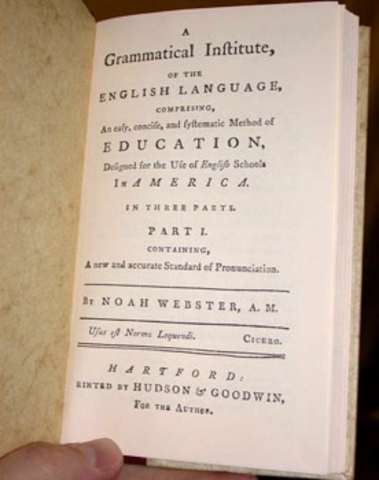 A
Grammatical Inſtitute,
OF THE
ENGLISH LANGUAGE,
COMPRISING,
An eaſy, conciſe, and ſyſtematic Method of
EDUCATION,
Deſigned for the Uſe of Engliſh Schools
IN AMERICA.
IN THREE PARTS.
PART I.
CONTAINING,
A new and accurate Standard of Pronunciation.
BY NOAH WEBSTER, A. M.
Uſus eſt Norma Loquendi. CICERO.
HARTFORD:
RINTED BY HUDSON & GOODWIN,
FOR THE AUTHOR.